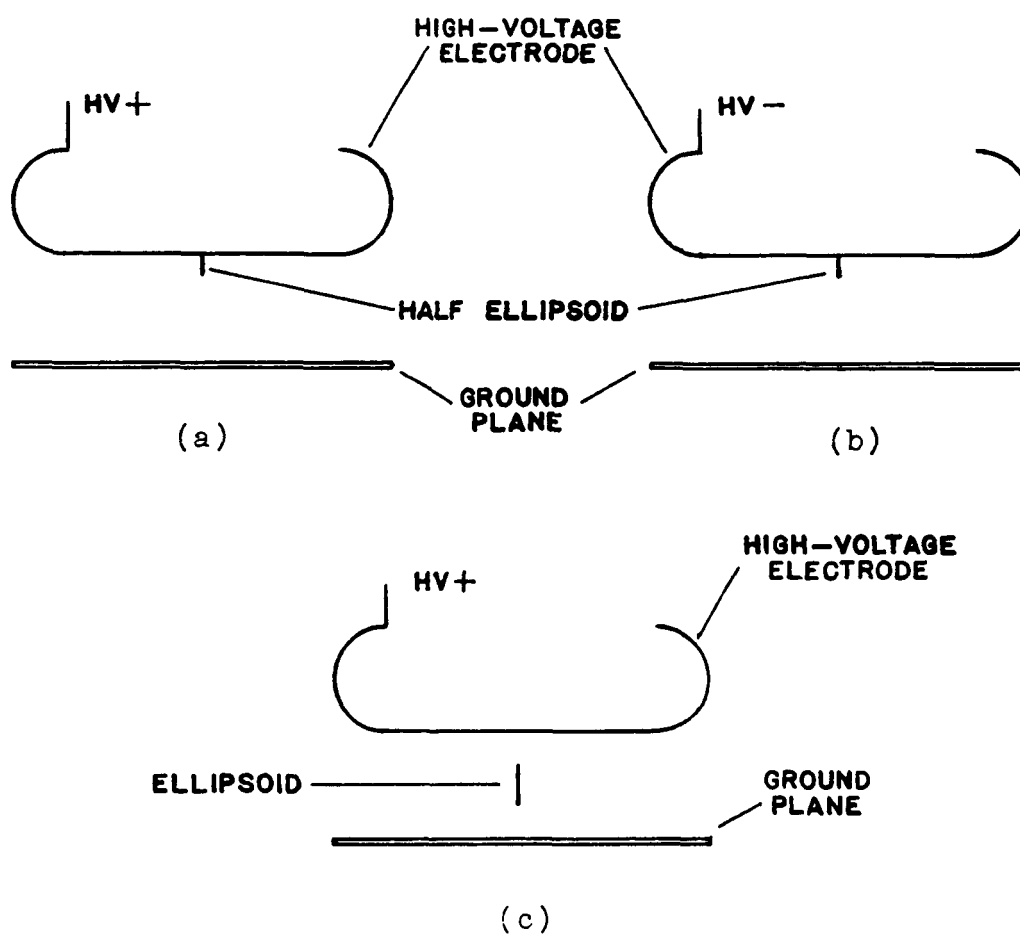 HIGH-VOLTAGE
ELECTRODE
HV+
HV-
HALF ELLIPSOID
GROUND
PLANE
(a)
(b)
HIGH-VOLTAGE
ELECTRODE
HV+
ELLIPSOID
GROUND
PLANE
(c)